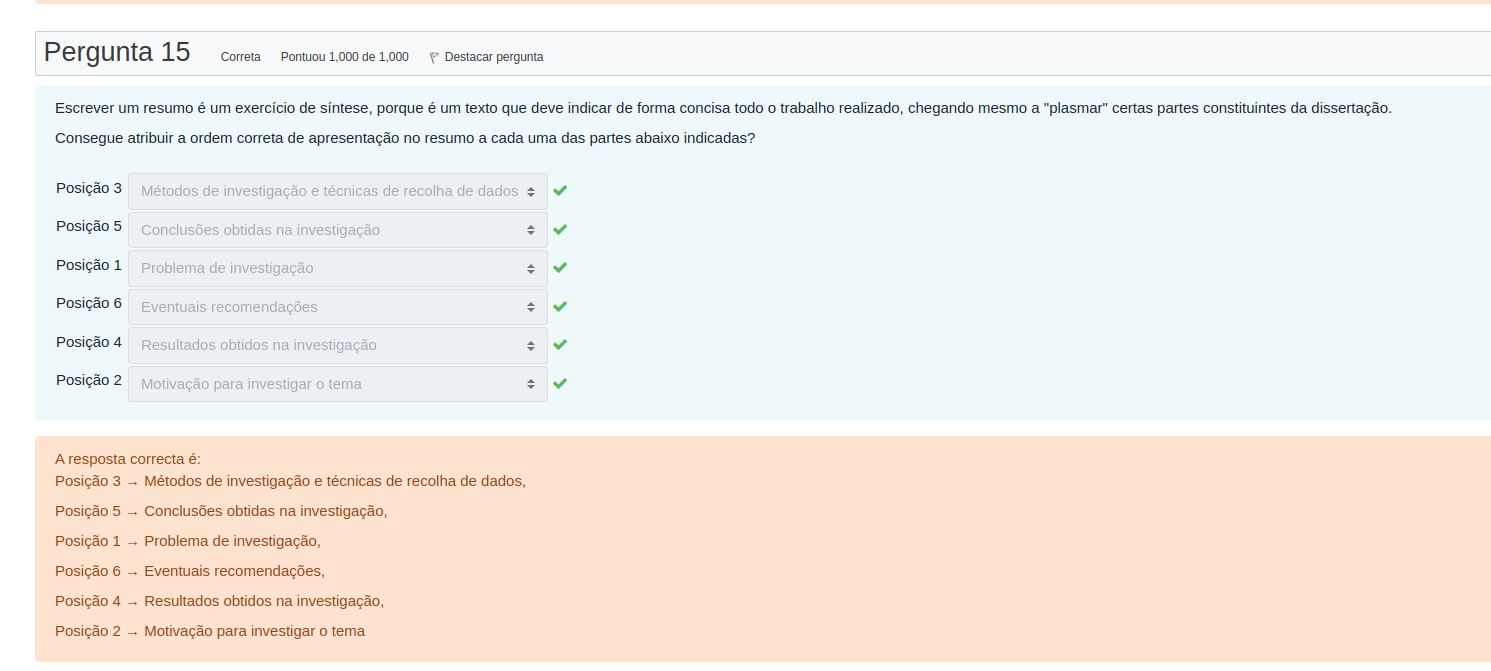 Pergunta 15 Correta Pontuou 1,000 de 1,000 Destacar pergunta
Escrever um resumo é um exercício de síntese, porque é um texto que deve indicar de forma concisa todo o trabalho realizado, chegando mesmo a "plasmar" certas partes constituintes da dissertação.
Consegue atribuir a ordem correta de apresentação no resumo a cada uma das partes abaixo indicadas?
Posição 3 Métodos de investigação e técnicas de recolha de dados
Posição 5 Conclusões obtidas na investigação
Posição 1 Problema de investigação
Posição 6 Eventuais recomendações
Posição 4 Resultados obtidos na investigação
Posição 2 Motivação para investigar o tema
A resposta correcta é:
Posição 3 → Métodos de investigação e técnicas de recolha de dados,
Posição 5 → Conclusões obtidas na investigação,
Posição 1 → Problema de investigação,
Posição 6 → Eventuais recomendações,
Posição 4 → Resultados obtidos na investigação,
Posição 2 → Motivação para investigar o tema